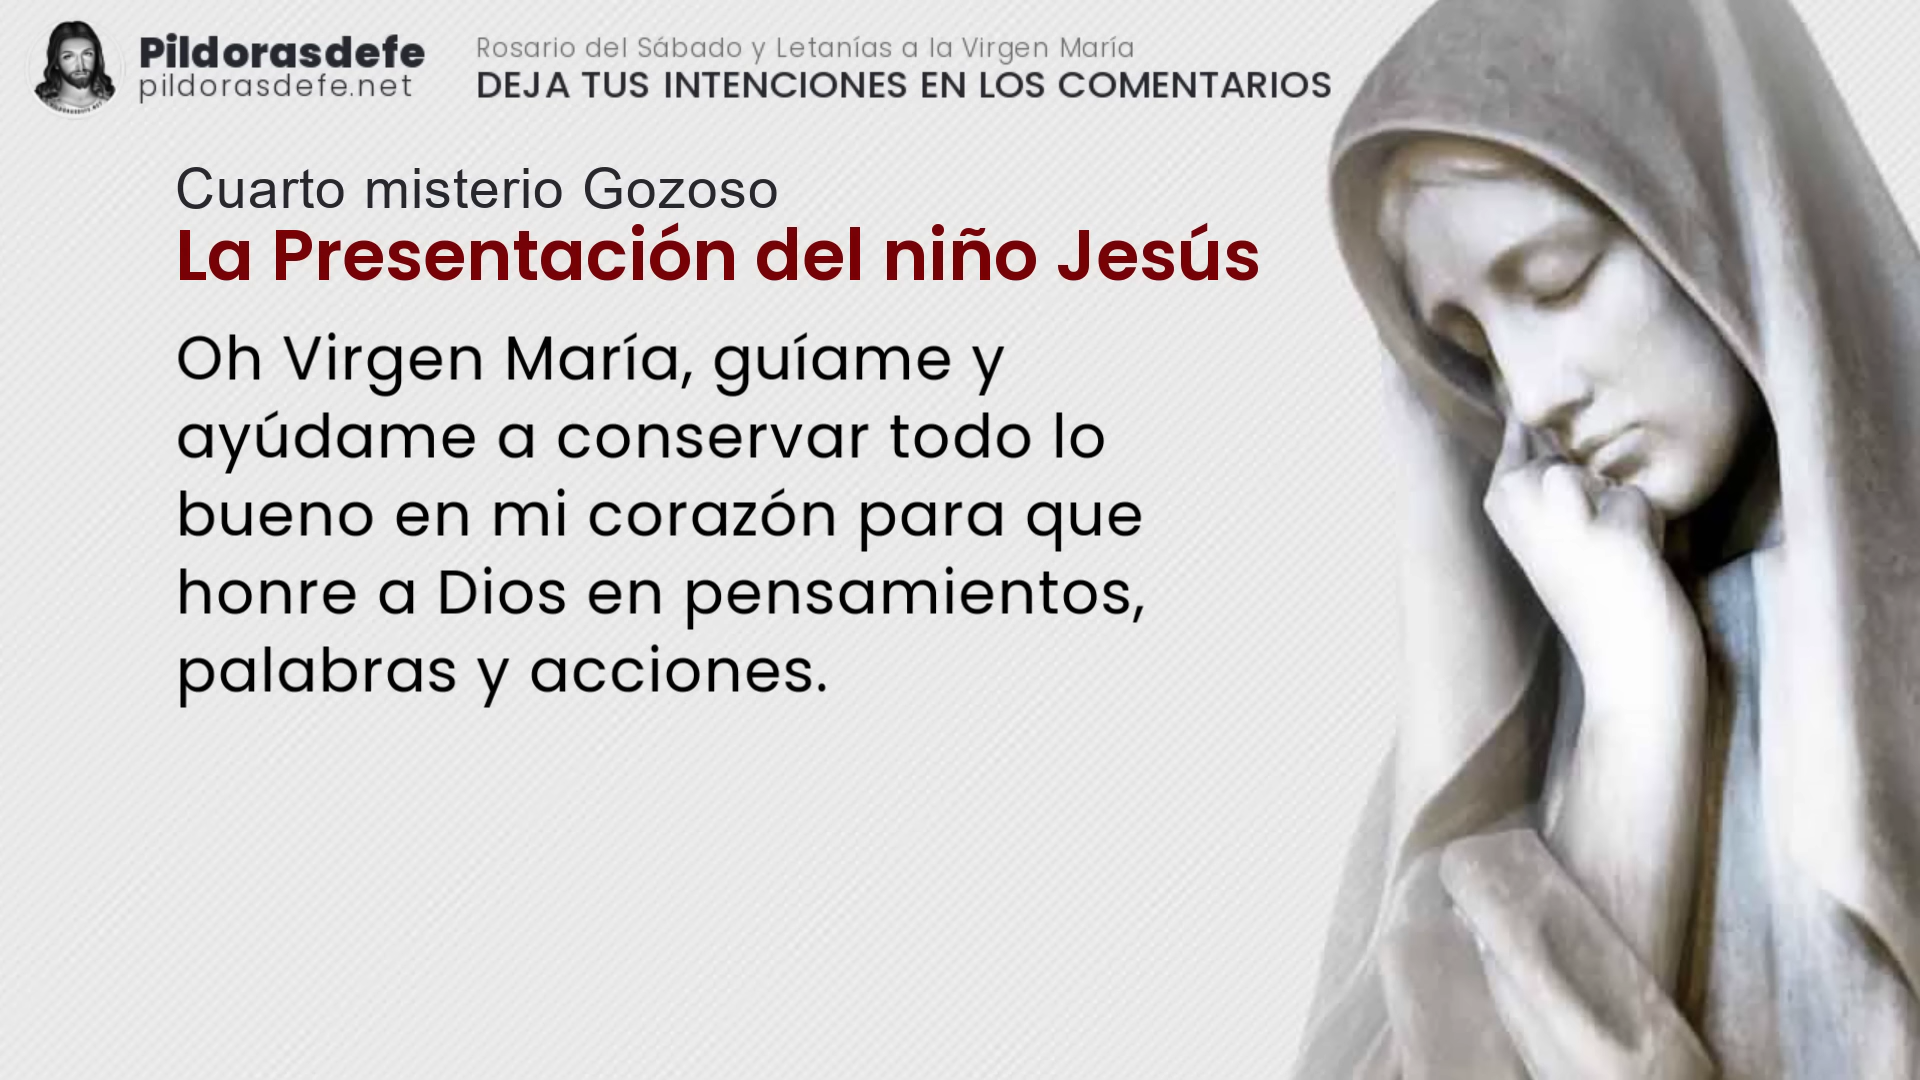 Pildorasdefe
pildorasdefe.net
Rosario del Sábado y Letanías a la Virgen María
DEJA TUS INTENCIONES EN LOS COMENTARIOS
Cuarto misterio Gozoso
La Presentación del niño Jesús
Oh Virgen María, guíame y
ayúdame a conservar todo lo
bueno en mi corazón para que
honre a Dios en pensamientos,
palabras y acciones.